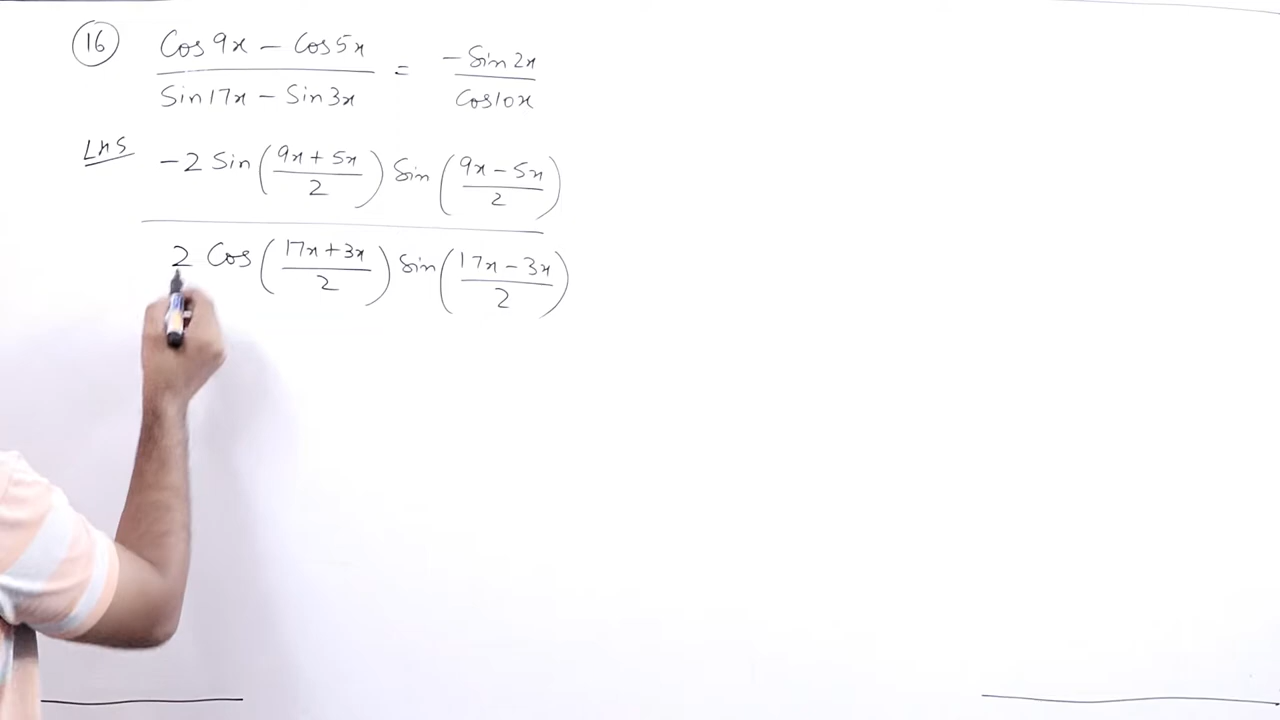 16 Cos 9x - Cos 5x / Sin 17x - Sin 3x = - Sin 2x / Cos 10x
LHS -2 Sin ( 9x + 5x / 2 ) Sin ( 9x - 5x / 2 )
2 Cos ( 17x + 3x / 2 ) Sin ( 17x - 3x / 2 )